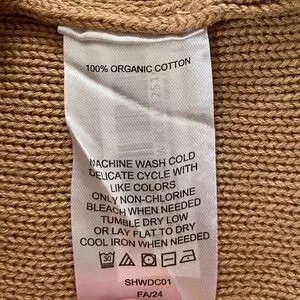 100% ORGANIC COTTON
MACHINE WASH COLD
DELICATE CYCLE WITH
LIKE COLORS
ONLY NON-CHLORINE
BLEACH WHEN NEEDED
TUMBLE DRY LOW
OR LAY FLAT TO DRY
COOL IRON WHEN NEEDED
30
SHWDC01
FA/24